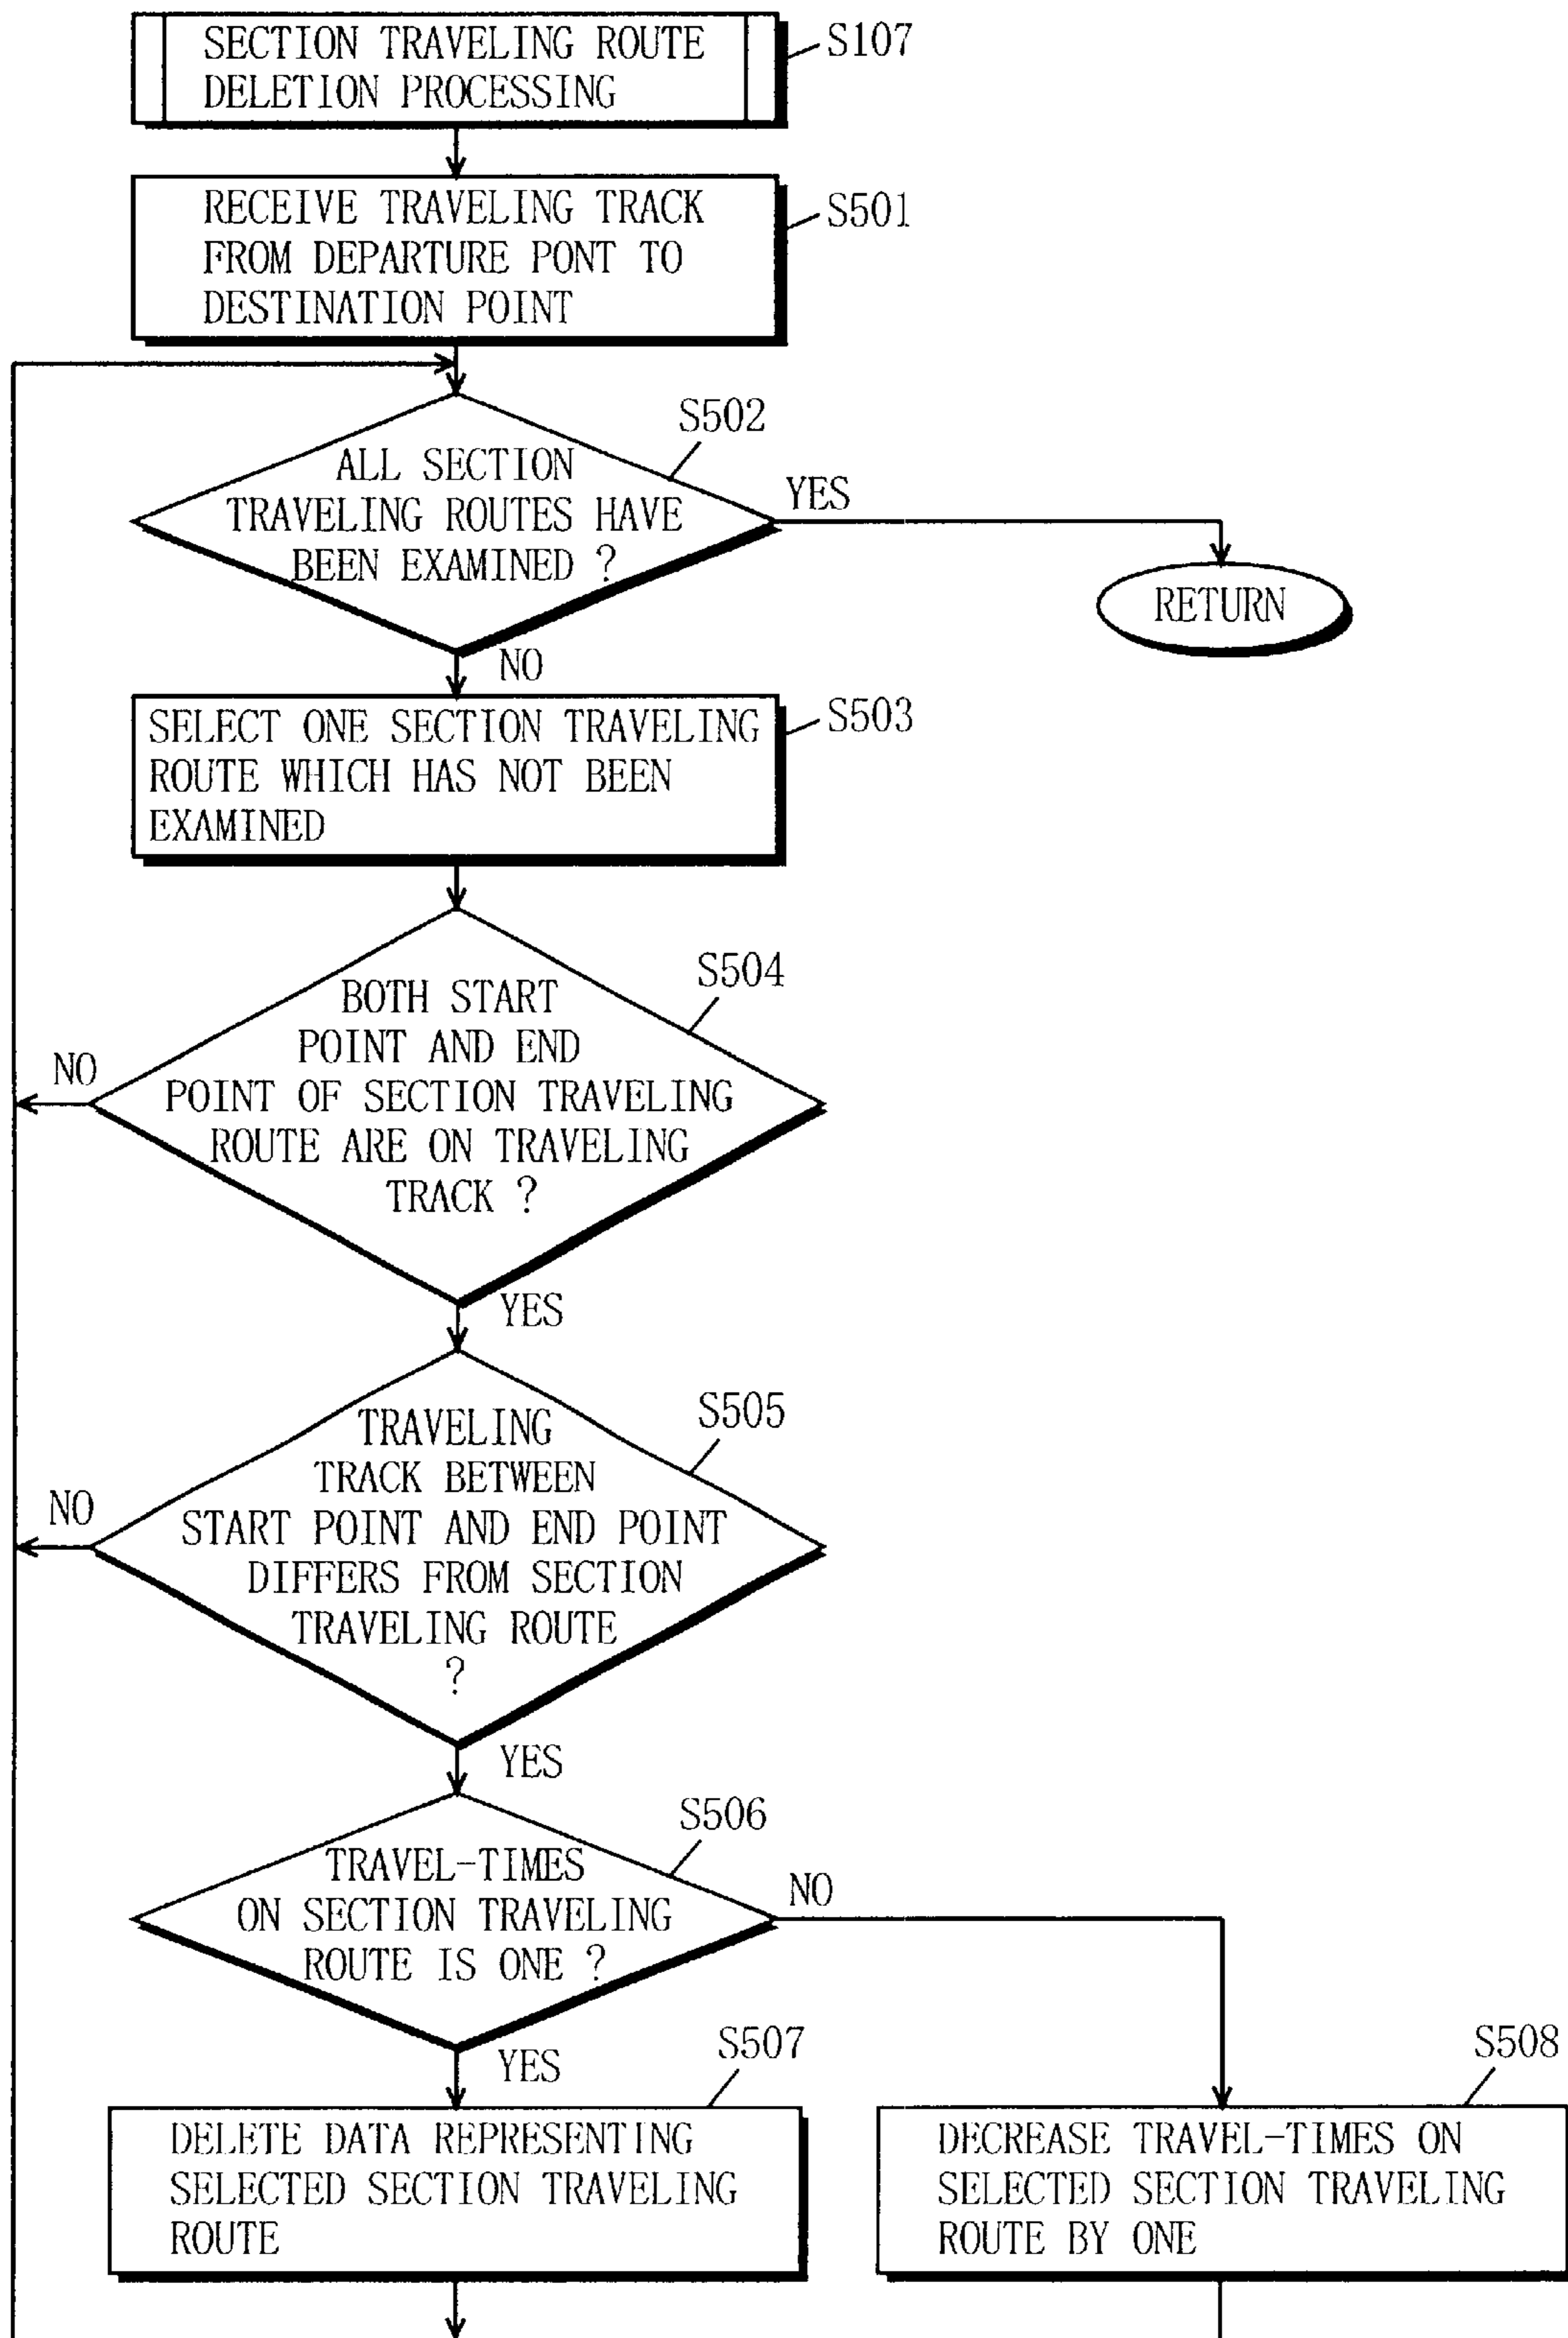 SECTION TRAVELING ROUTE
DELETION PROCESSING
S107
RECEIVE TRAVELING TRACK
FROM DEPARTURE PONT TO
DESTINATION POINT
S501
S502
ALL SECTION
TRAVELING ROUTES HAVE
BEEN EXAMINED ?
YES
RETURN
NO
SELECT ONE SECTION TRAVELING
ROUTE WHICH HAS NOT BEEN
EXAMINED
S503
S504
BOTH START
POINT AND END
POINT OF SECTION TRAVELING
ROUTE ARE ON TRAVELING
TRACK ?
NO
YES
S505
TRAVELING
TRACK BETWEEN
START POINT AND END POINT
DIFFERS FROM SECTION
TRAVELING ROUTE
?
NO
YES
S506
TRAVEL-TIMES
ON SECTION TRAVELING
ROUTE IS ONE ?
NO
YES
S507
DELETE DATA REPRESENTING
SELECTED SECTION TRAVELING
ROUTE
S508
DECREASE TRAVEL-TIMES ON
SELECTED SECTION TRAVELING
ROUTE BY ONE